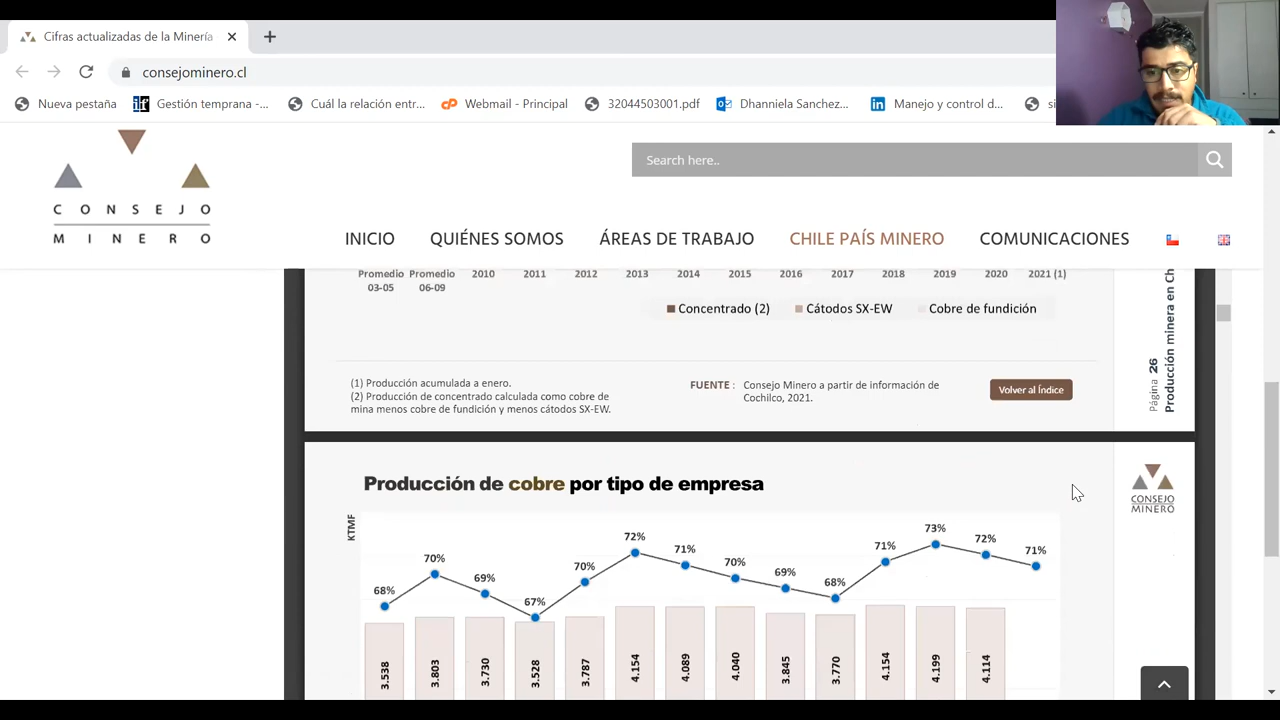 Cifras actualizadas de la Minería
consejominero.cl
Nueva pestaña
Gestión temprana -...
Cuál la relación entr...
Webmail - Principal
32044503001.pdf
Dhanniela Sanchez...
Manejo y control d...
si
Search here..
CONSEJO
MINERO
INICIO
QUIÉNES SOMOS
ÁREAS DE TRABAJO
CHILE PAÍS MINERO
COMUNICACIONES
Promedio 03-05
Promedio 06-09
2010 2011 2012 2013 2014 2015 2016 2017 2018 2019 2020 2021 (1)
Concentrado (2) Cátodos SX-EW Cobre de fundición
(1) Producción acumulada a enero.
(2) Producción de concentrado calculada como cobre de
mina menos cobre de fundición y menos cátodos SX-EW.
FUENTE : Consejo Minero a partir de información de
Cochilco, 2021.
Volver al Índice
Página 26
Producción minera en Ch
Producción de cobre por tipo de empresa
CONSEJO
MINERO
KTMF
68% 70% 69% 67% 70% 72% 71% 70% 69% 68% 71% 73% 72% 71%
3.538 3.803 3.730 3.528 3.787 4.154 4.089 4.040 3.845 3.770 4.154 4.199 4.114